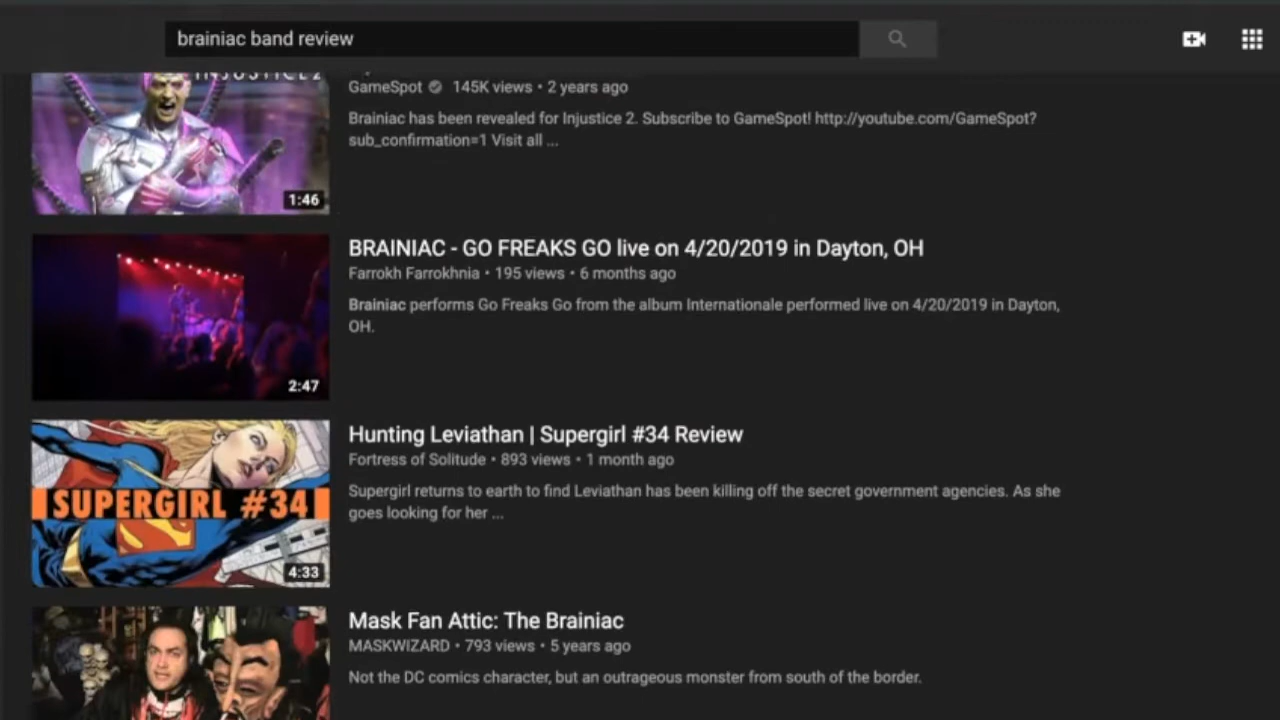 brainiac band review
INJUSTICE 2
GameSpot 145K views • 2 years ago
Brainiac has been revealed for Injustice 2. Subscribe to GameSpot! http://youtube.com/GameSpot?
sub_confirmation=1 Visit all ...
1:46
BRAINIAC - GO FREAKS GO live on 4/20/2019 in Dayton, OH
Farrokh Farrokhnia • 195 views • 6 months ago
Brainiac performs Go Freaks Go from the album Internationale performed live on 4/20/2019 in Dayton,
OH.
2:47
Hunting Leviathan | Supergirl #34 Review
Fortress of Solitude • 893 views • 1 month ago
Supergirl returns to earth to find Leviathan has been killing off the secret government agencies. As she
goes looking for her ...
SUPERGIRL #34
4:33
Mask Fan Attic: The Brainiac
MASKWIZARD • 793 views • 5 years ago
Not the DC comics character, but an outrageous monster from south of the border.